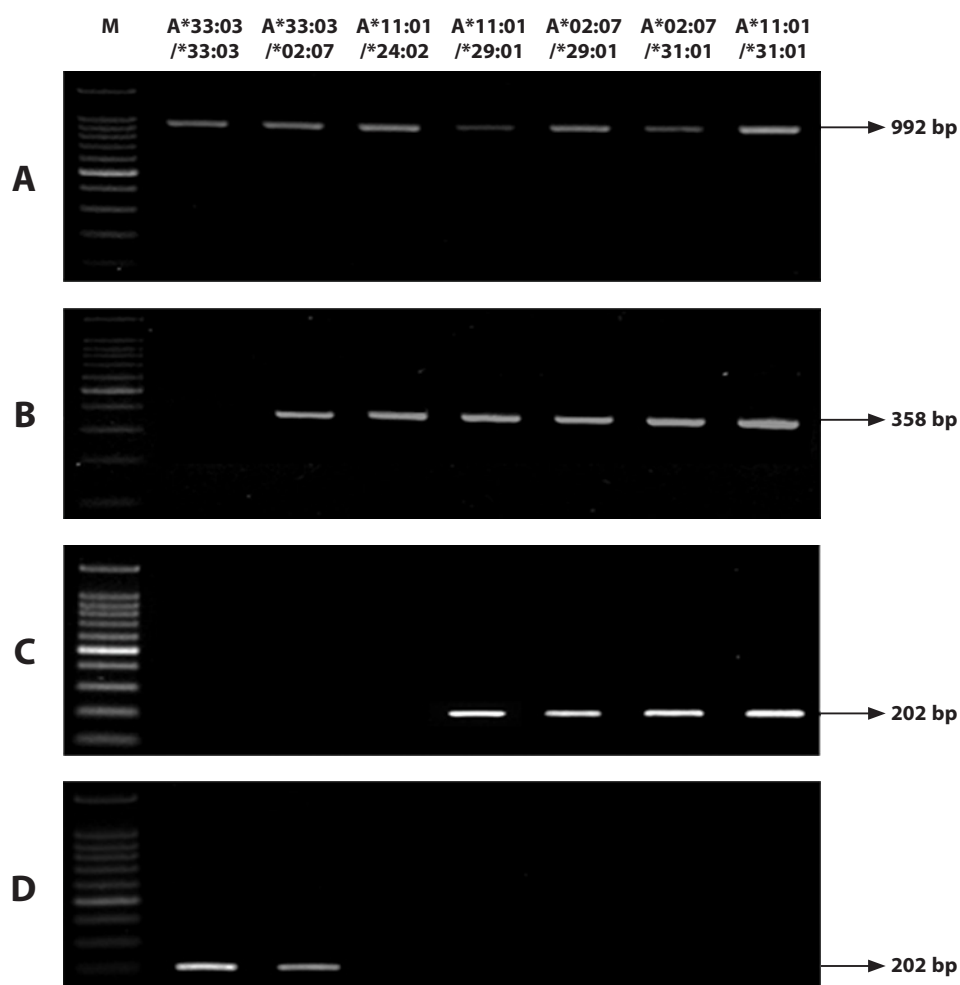 M A*33:03 A*33:03 A*11:01 A*11:01 A*02:07 A*02:07 A*11:01
/*33:03 /*02:07 /*24:02 /*29:01 /*29:01 /*31:01 /*31:01
A 992 bp
B 358 bp
C 202 bp
D 202 bp